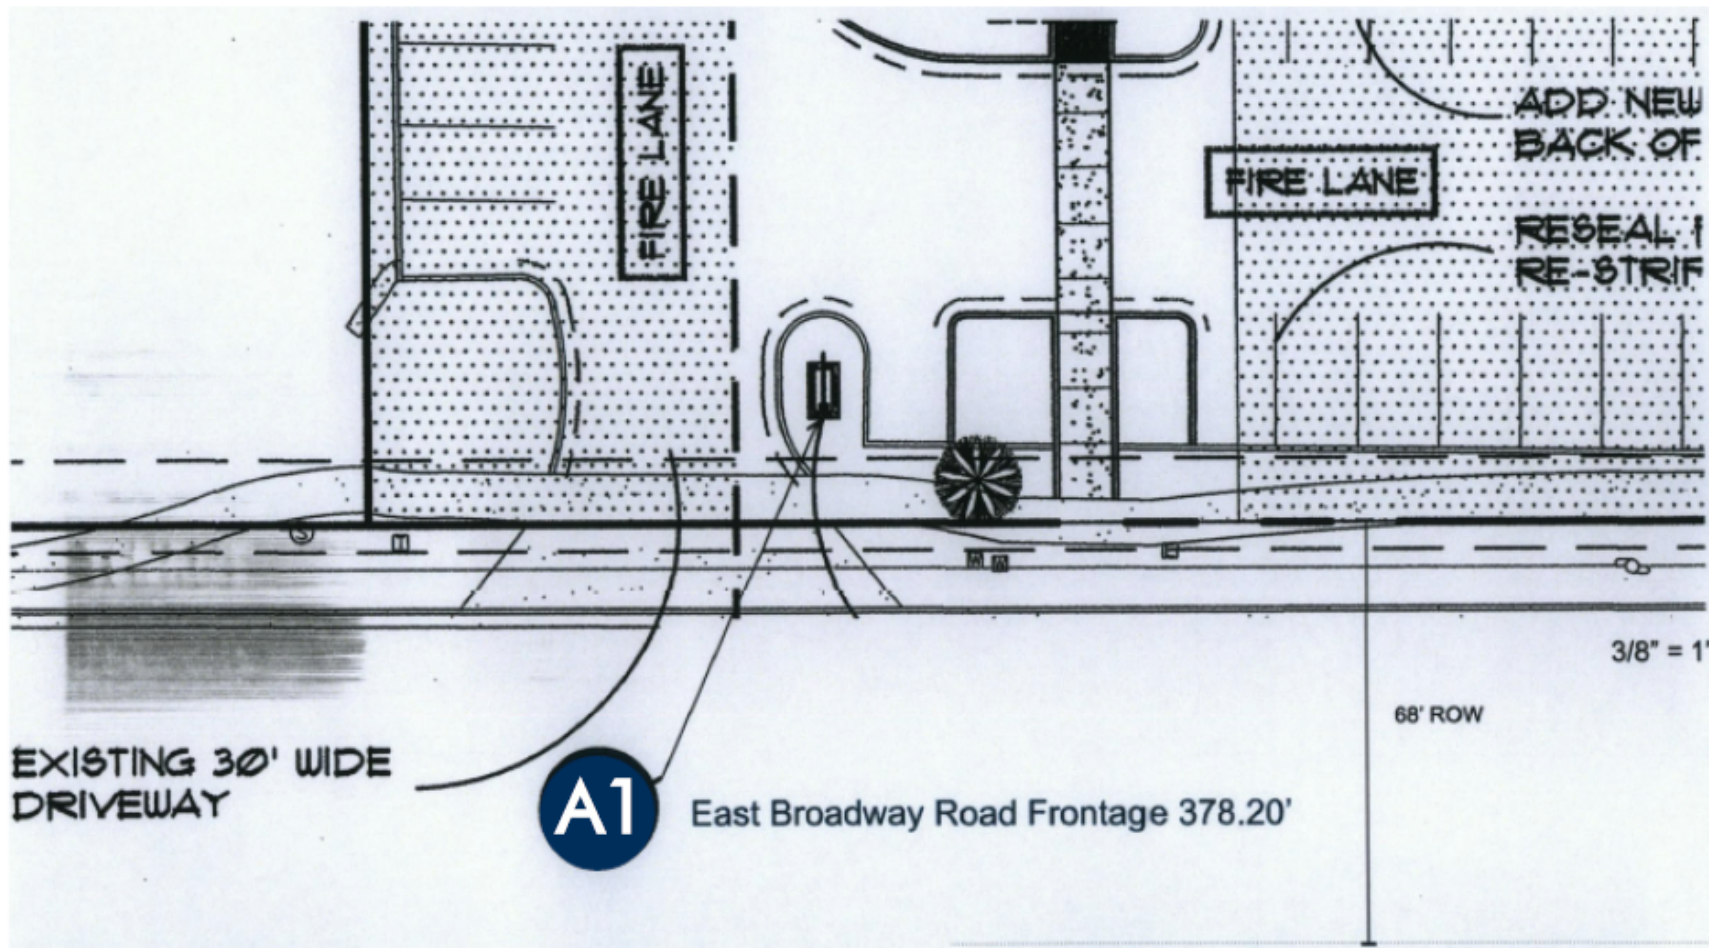 FIRE LANE
ADD NEW
BACK OF
FIRE LANE
RESEAL
RE-STRIP
3/8" = 1'
68' ROW
EXISTING 30' WIDE
DRIVEWAY
A1
East Broadway Road Frontage 378.20'